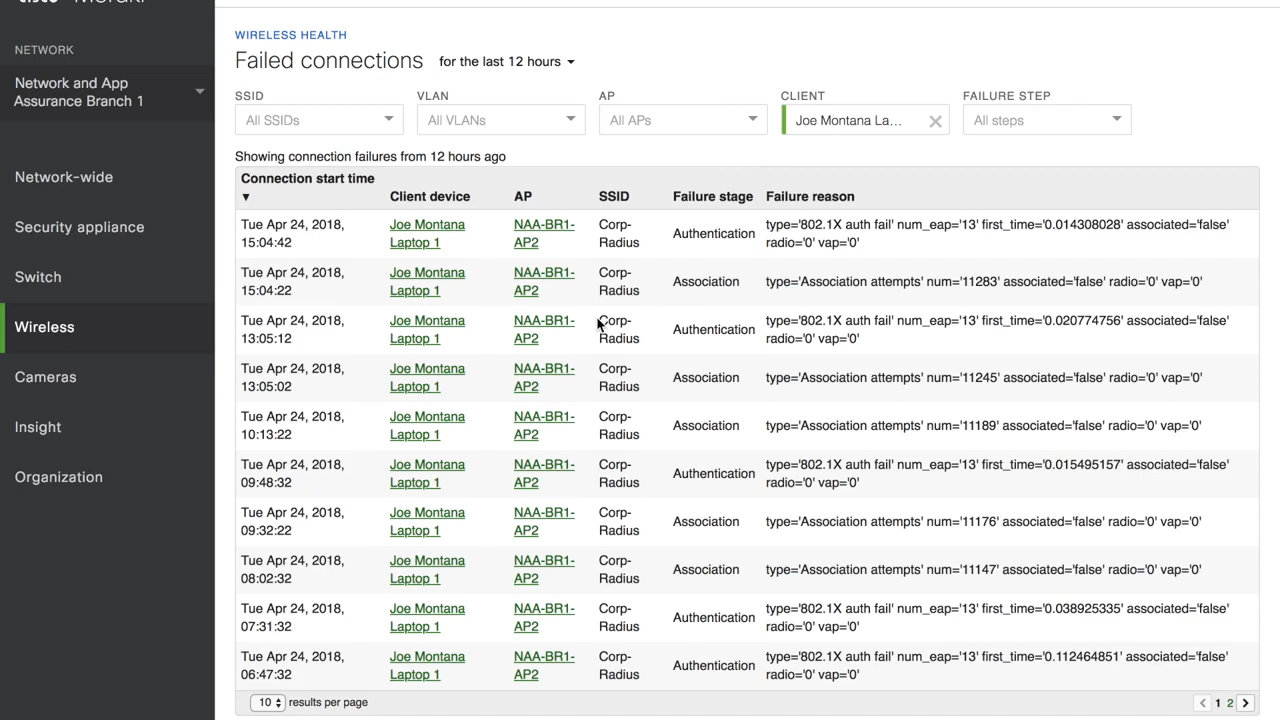 NETWORK
Network and App
Assurance Branch 1
Network-wide
Security appliance
Switch
Wireless
Cameras
Insight
Organization
WIRELESS HEALTH
Failed connections for the last 12 hours
SSID VLAN AP CLIENT FAILURE STEP
All SSIDs All VLANs All APs Joe Montana La... All steps
Showing connection failures from 12 hours ago
Connection start time
Client device AP SSID Failure stage Failure reason
Tue Apr 24, 2018, Joe Montana NAA-BR1- Corp- type='802.1X auth fail' num_eap='13' first_time='0.014308028' associated='false'
15:04:42 Laptop 1 AP2 Radius Authentication radio='0' vap='0'
Tue Apr 24, 2018, Joe Montana NAA-BR1- Corp-
15:04:22 Laptop 1 AP2 Radius Association type='Association attempts' num='11283' associated='false' radio='0' vap='0'
Tue Apr 24, 2018, Joe Montana NAA-BR1- Corp- type='802.1X auth fail' num_eap='13' first_time='0.020774756' associated='false'
13:05:12 Laptop 1 AP2 Radius Authentication radio='0' vap='0'
Tue Apr 24, 2018, Joe Montana NAA-BR1- Corp-
13:05:02 Laptop 1 AP2 Radius Association type='Association attempts' num='11245' associated='false' radio='0' vap='0'
Tue Apr 24, 2018, Joe Montana NAA-BR1- Corp-
10:13:22 Laptop 1 AP2 Radius Association type='Association attempts' num='11189' associated='false' radio='0' vap='0'
Tue Apr 24, 2018, Joe Montana NAA-BR1- Corp- type='802.1X auth fail' num_eap='13' first_time='0.015495157' associated='false'
09:48:32 Laptop 1 AP2 Radius Authentication radio='0' vap='0'
Tue Apr 24, 2018, Joe Montana NAA-BR1- Corp-
09:32:22 Laptop 1 AP2 Radius Association type='Association attempts' num='11176' associated='false' radio='0' vap='0'
Tue Apr 24, 2018, Joe Montana NAA-BR1- Corp-
08:02:32 Laptop 1 AP2 Radius Association type='Association attempts' num='11147' associated='false' radio='0' vap='0'
Tue Apr 24, 2018, Joe Montana NAA-BR1- Corp- type='802.1X auth fail' num_eap='13' first_time='0.038925335' associated='false'
07:31:32 Laptop 1 AP2 Radius Authentication radio='0' vap='0'
Tue Apr 24, 2018, Joe Montana NAA-BR1- Corp- type='802.1X auth fail' num_eap='13' first_time='0.112464851' associated='false'
06:47:32 Laptop 1 AP2 Radius Authentication radio='0' vap='0'
10 results per page 1 2